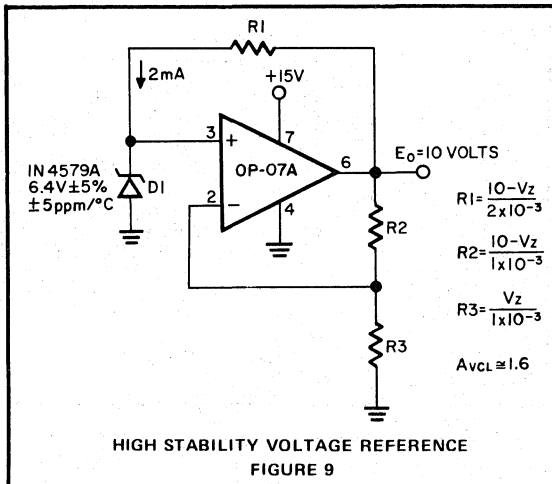 R1
2mA
+15V
7
3
+
OP-07A
6
E₀=10 VOLTS
IN 4579A
6.4V±5%
±5ppm/°C
D1
2
−
4
R2
R3
R1=10-Vz/2x10⁻³
R2=10-Vz/1x10⁻³
R3=Vz/1x10⁻³
AVCL≅1.6
HIGH STABILITY VOLTAGE REFERENCE
FIGURE 9